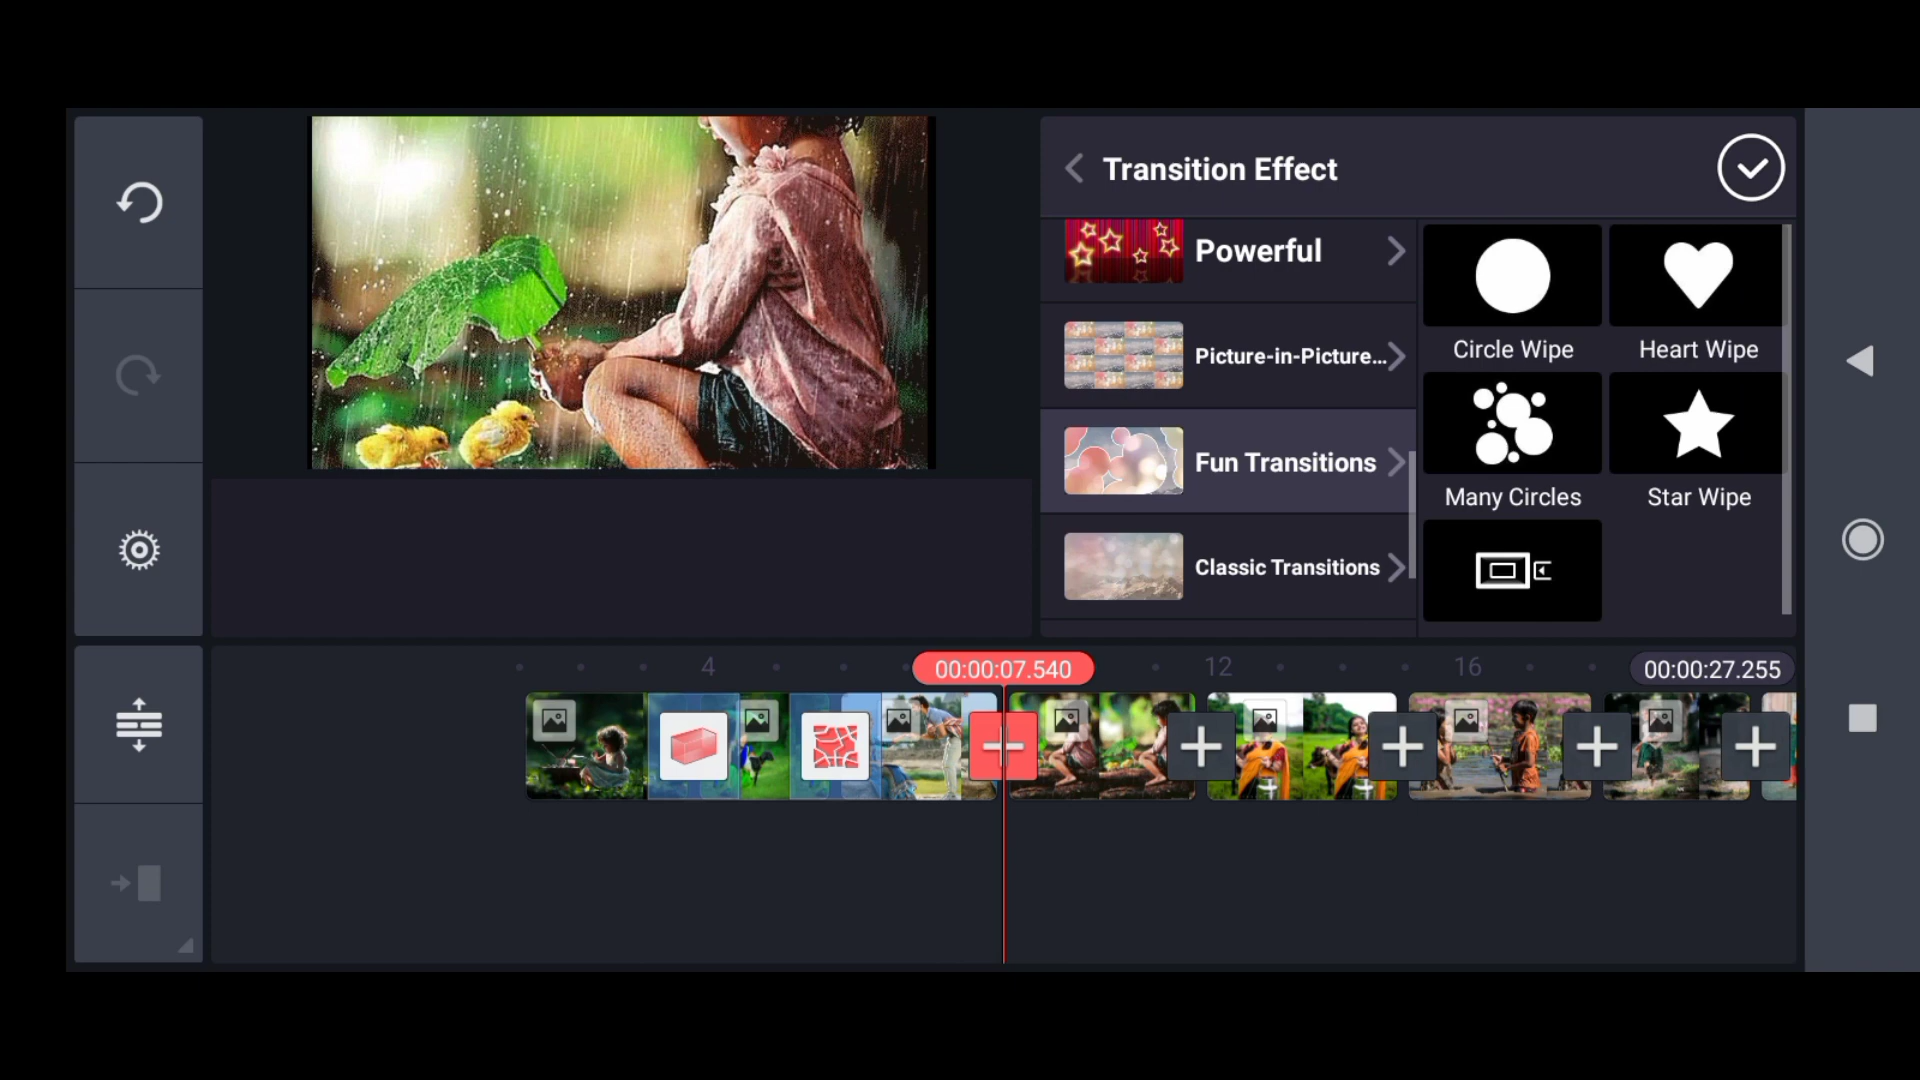 Transition Effect
Powerful
Picture-in-Picture...
Fun Transitions
Classic Transitions
Circle Wipe
Heart Wipe
Many Circles
Star Wipe
4
00:00:07.540
12
16
00:00:27.255